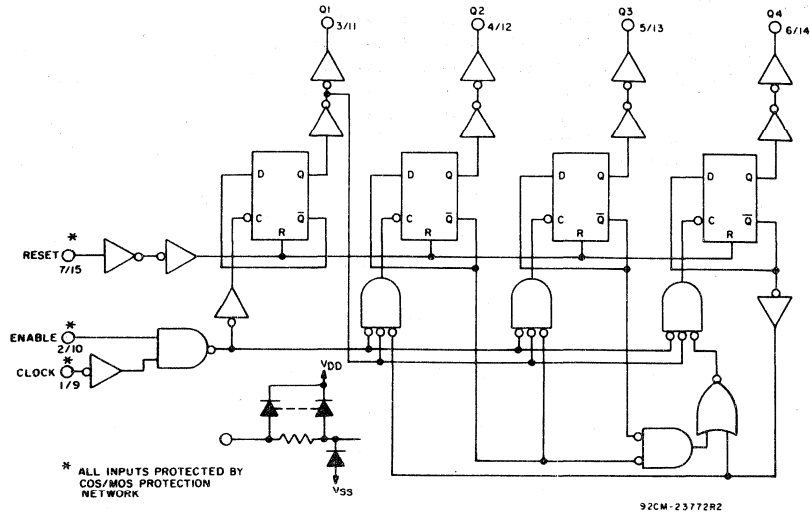 Q1 Q2 Q3 Q4
3/11 4/12 5/13 6/14
D Q D Q D Q D Q
C Q̅ C Q̅ C Q̅ C Q̅
R R R R
*
RESET
7/15
*
ENABLE
2/10
*
CLOCK
1/9
VDD
VSS
* ALL INPUTS PROTECTED BY
COS/MOS PROTECTION
NETWORK
92CM-23772R2